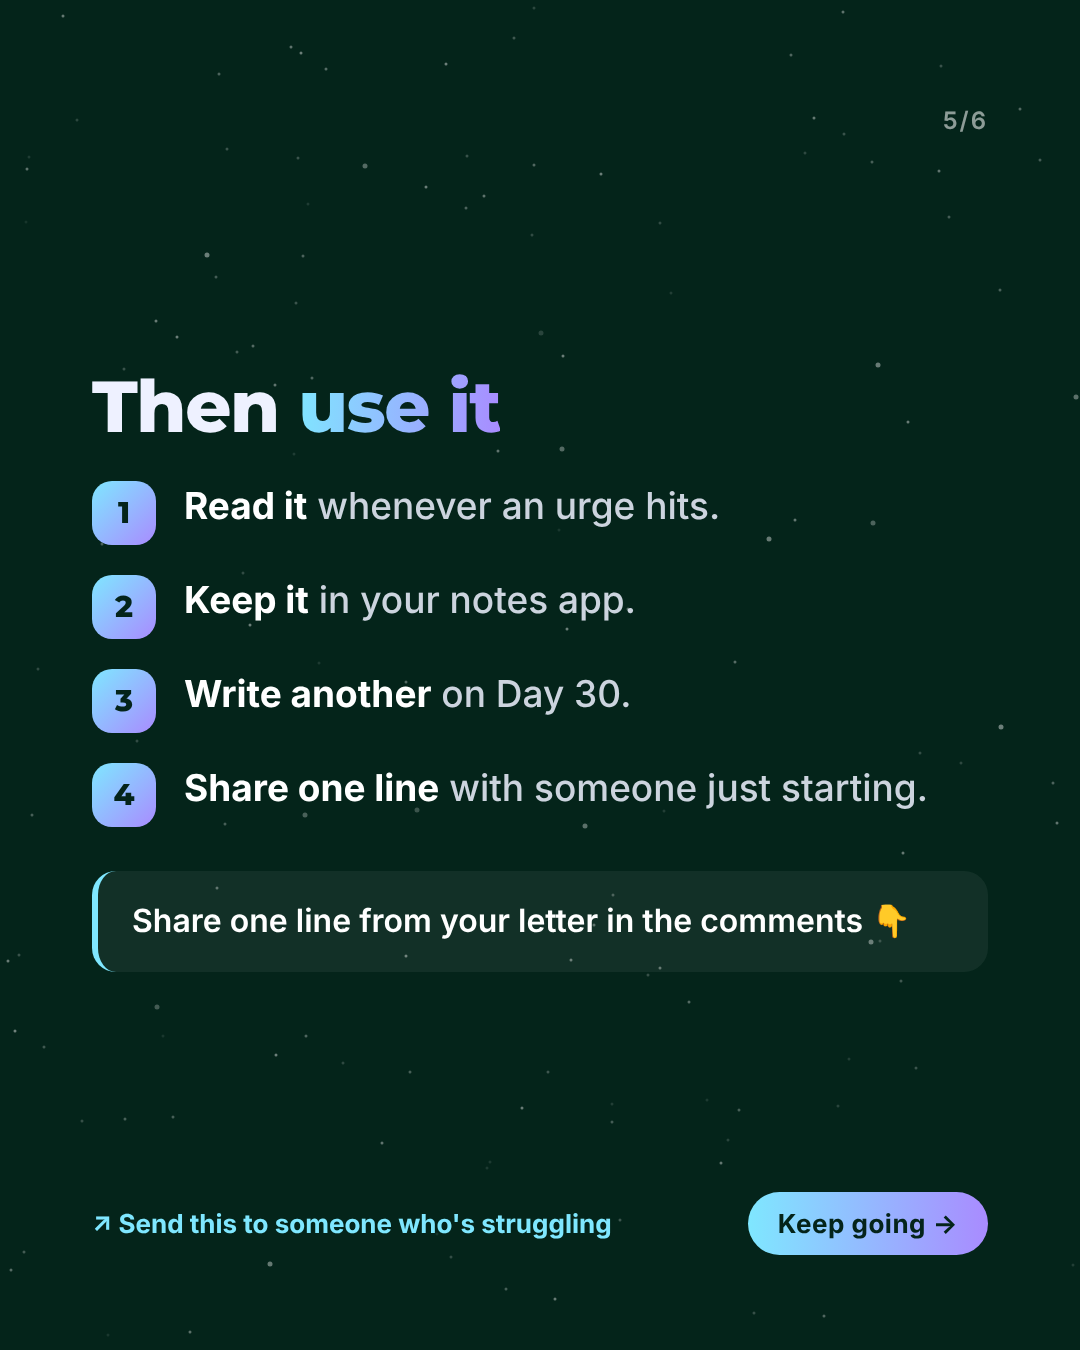 5/6
Then use it
1 Read it whenever an urge hits.
2 Keep it in your notes app.
3 Write another on Day 30.
4 Share one line with someone just starting.
Share one line from your letter in the comments 👇
↗ Send this to someone who's struggling
Keep going →